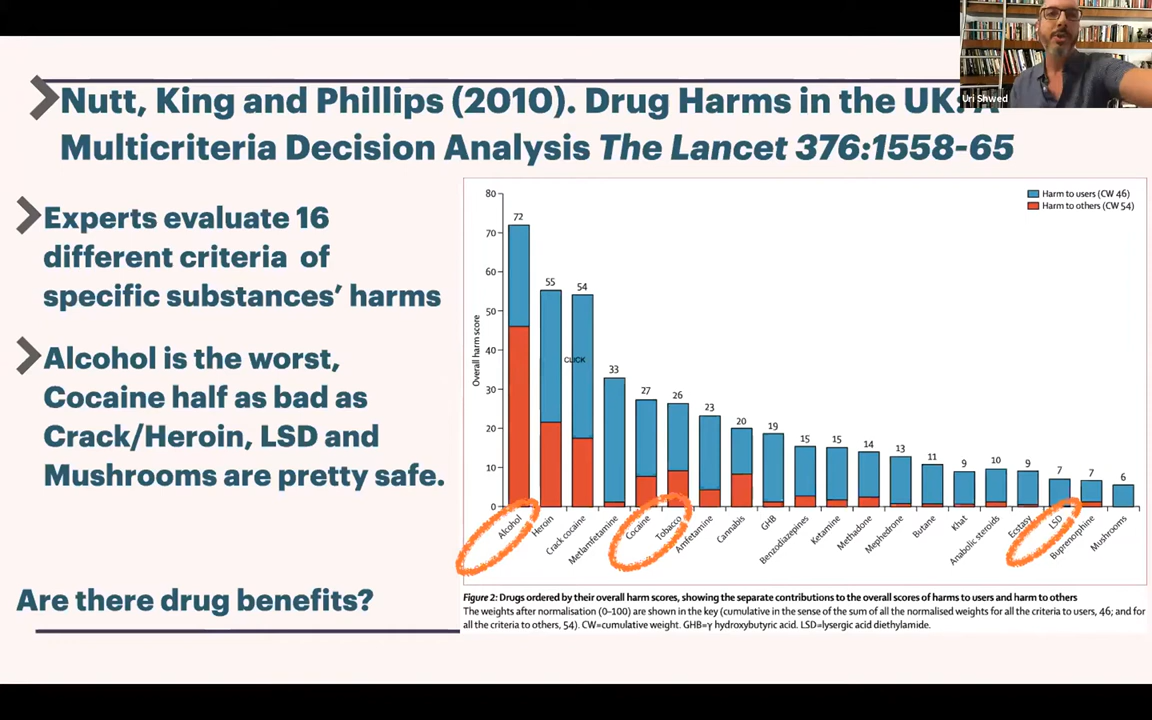 Nutt, King and Phillips (2010). Drug Harms in the UK: A
Multicriteria Decision Analysis The Lancet 376:1558-65
Uri Shwed
Experts evaluate 16
different criteria of
specific substances’ harms
Alcohol is the worst,
Cocaine half as bad as
Crack/Heroin, LSD and
Mushrooms are pretty safe.
Are there drug benefits?
Harm to users (CW 46)
Harm to others (CW 54)
Overall harm score
80
70
60
50
40
30
20
10
0
72
55
54
33
27
26
23
20
19
15
15
14
13
11
9
10
9
7
7
6
CLICK
Alcohol
Heroin
Crack cocaine
Metlamfetamine
Cocaine
Tobacco
Amfetamine
Cannabis
GHB
Benzodiazepines
Ketamine
Methadone
Mephedrone
Butane
Khat
Anabolic steroids
Ecstasy
LSD
Buprenorphine
Mushrooms
Figure 2: Drugs ordered by their overall harm scores, showing the separate contributions to the overall scores of harms to users and harm to others
The weights after normalisation (0–100) are shown in the key (cumulative in the sense of the sum of all the normalised weights for all the criteria to users, 46; and for
all the criteria to others, 54). CW=cumulative weight. GHB=γ hydroxybutyric acid. LSD=lysergic acid diethylamide.